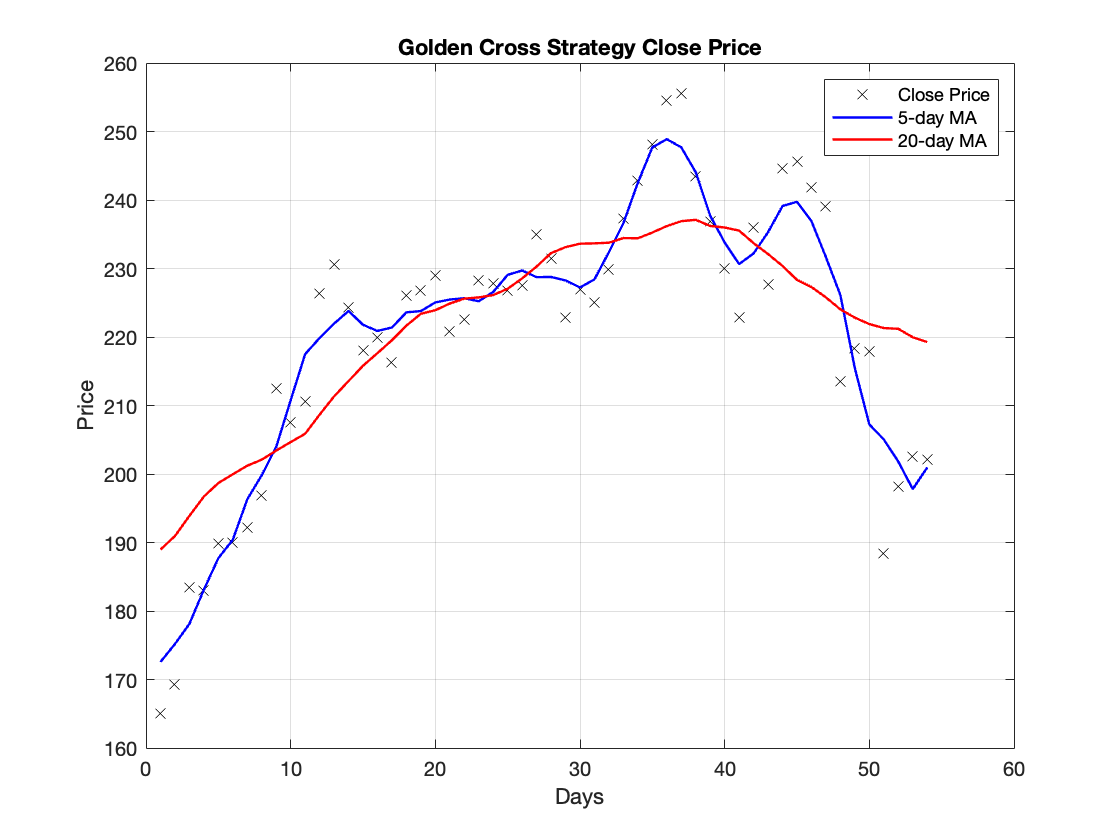 Golden Cross Strategy Close Price
260
250
240
230
220
210
200
190
180
170
160
Price
0 10 20 30 40 50 60
Days
Close Price
5-day MA
20-day MA